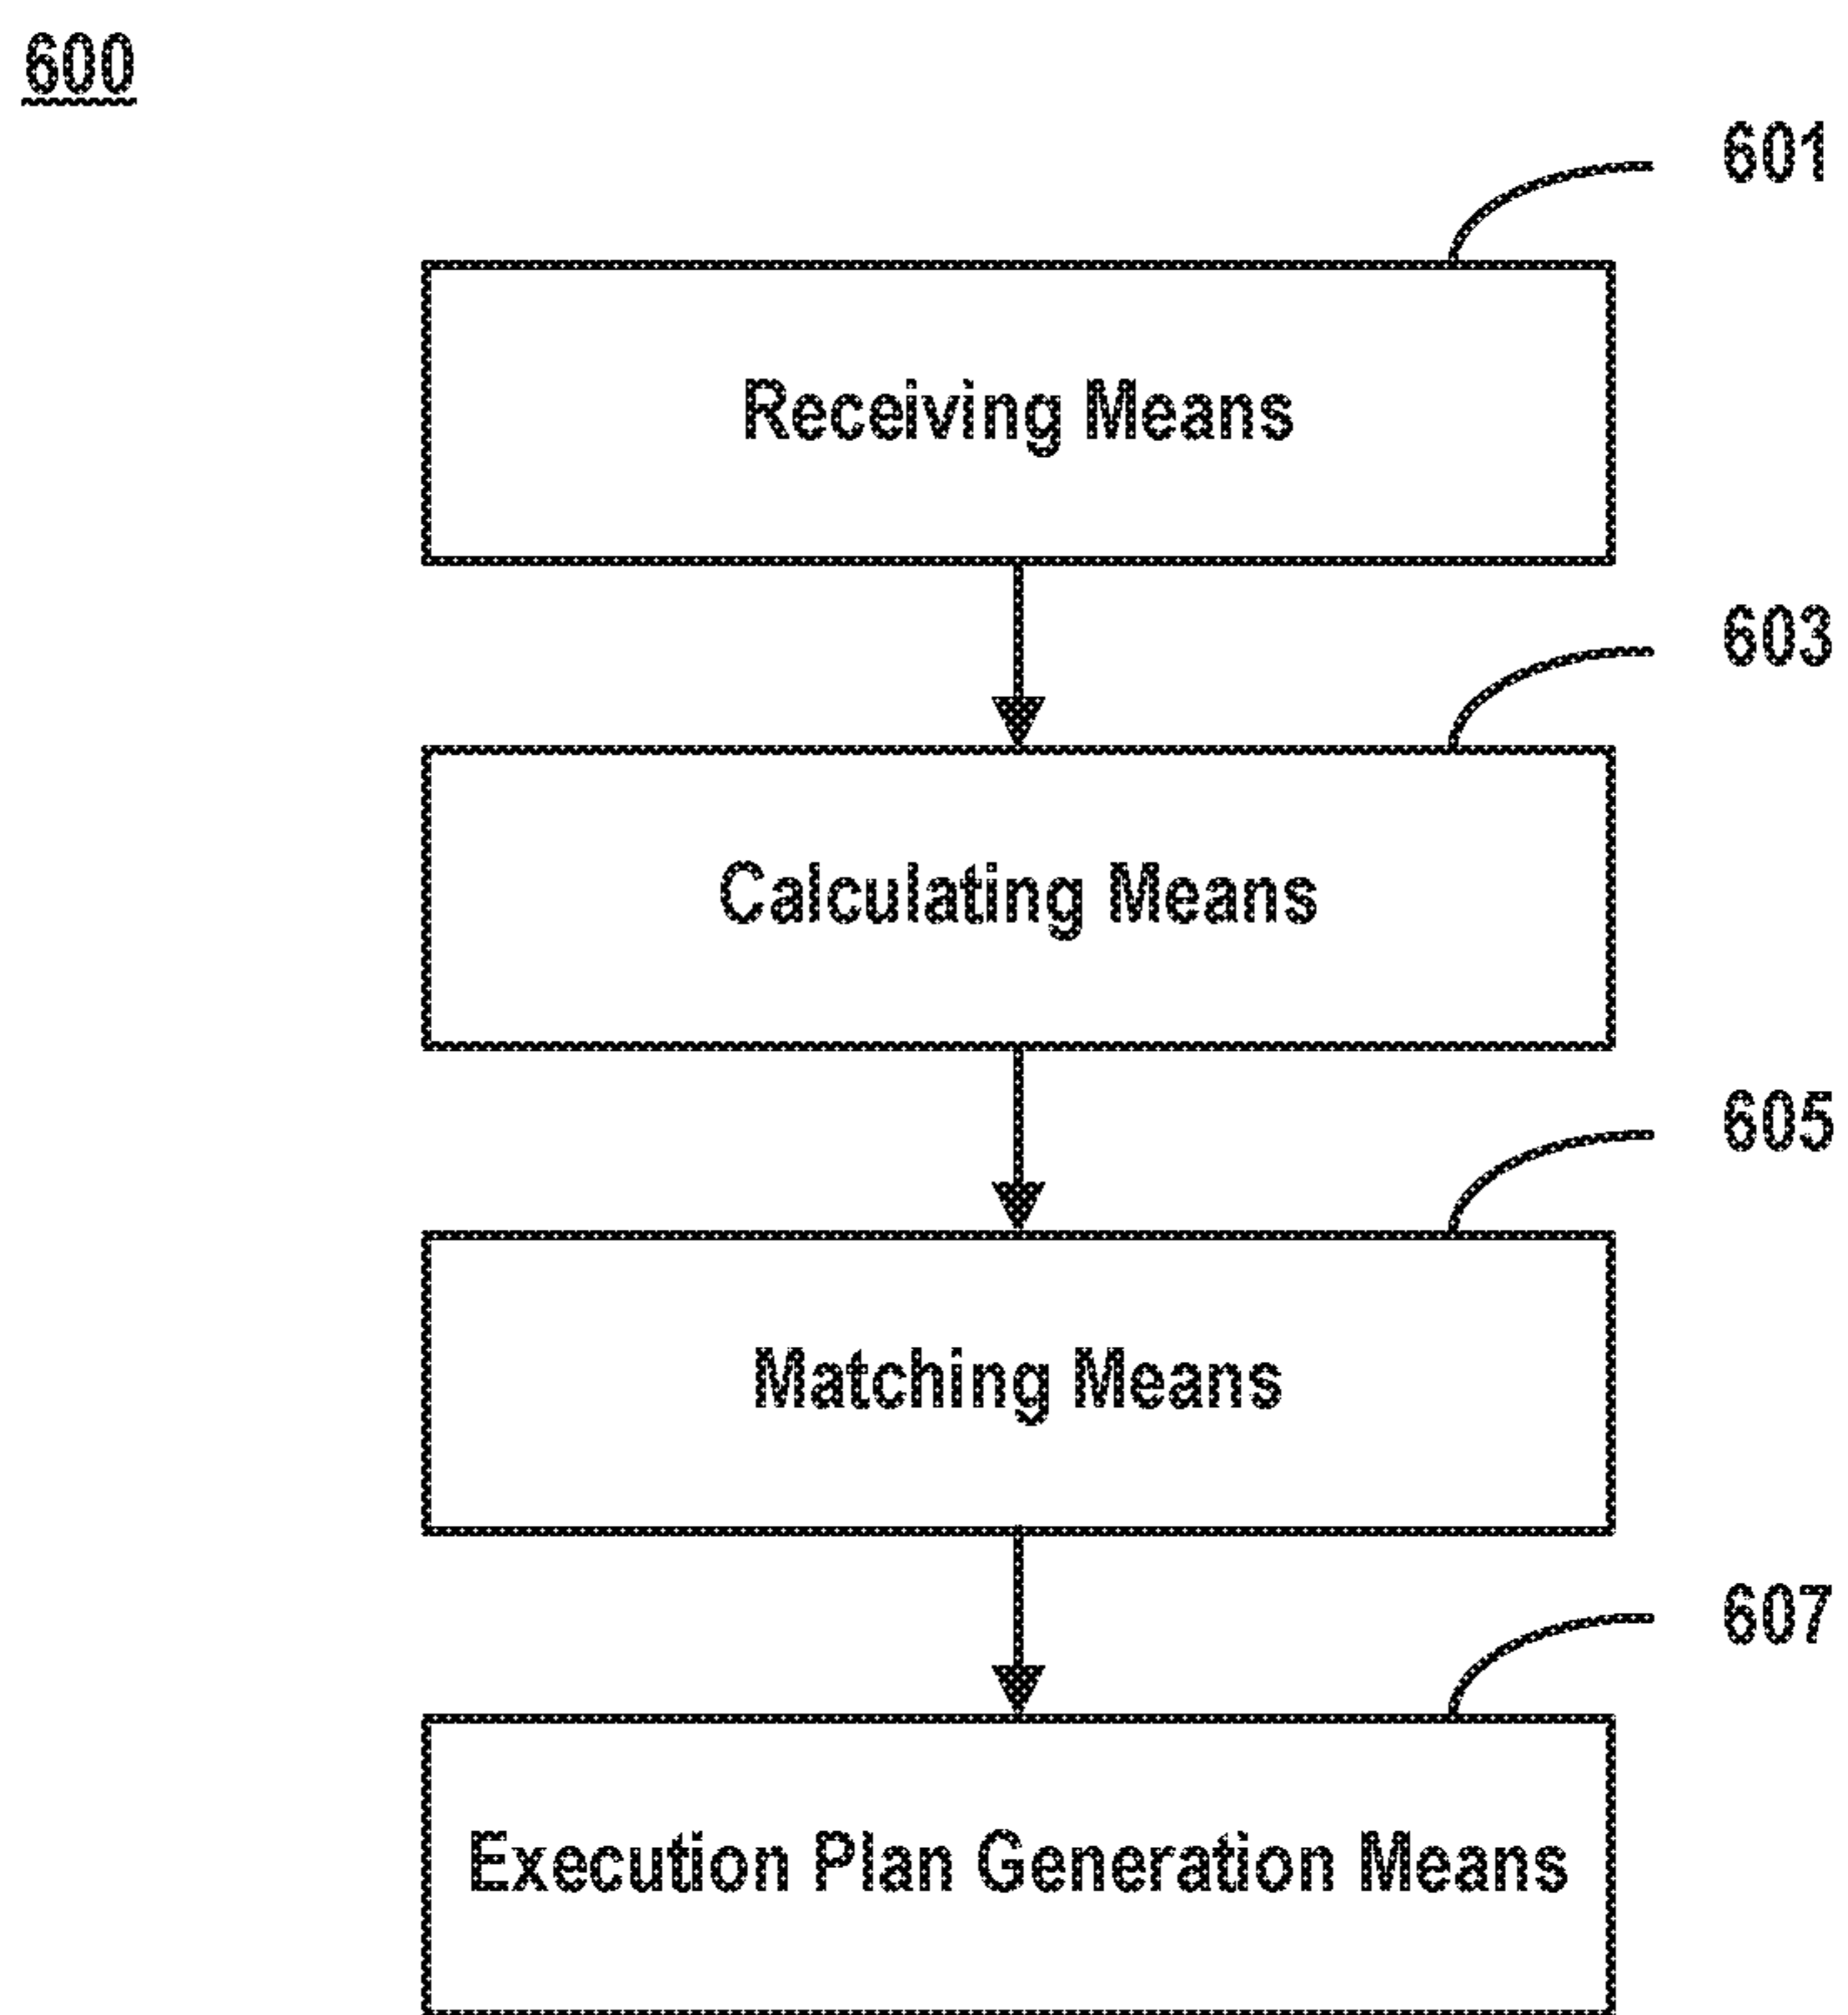 600
601
Receiving Means
603
Calculating Means
605
Matching Means
607
Execution Plan Generation Means